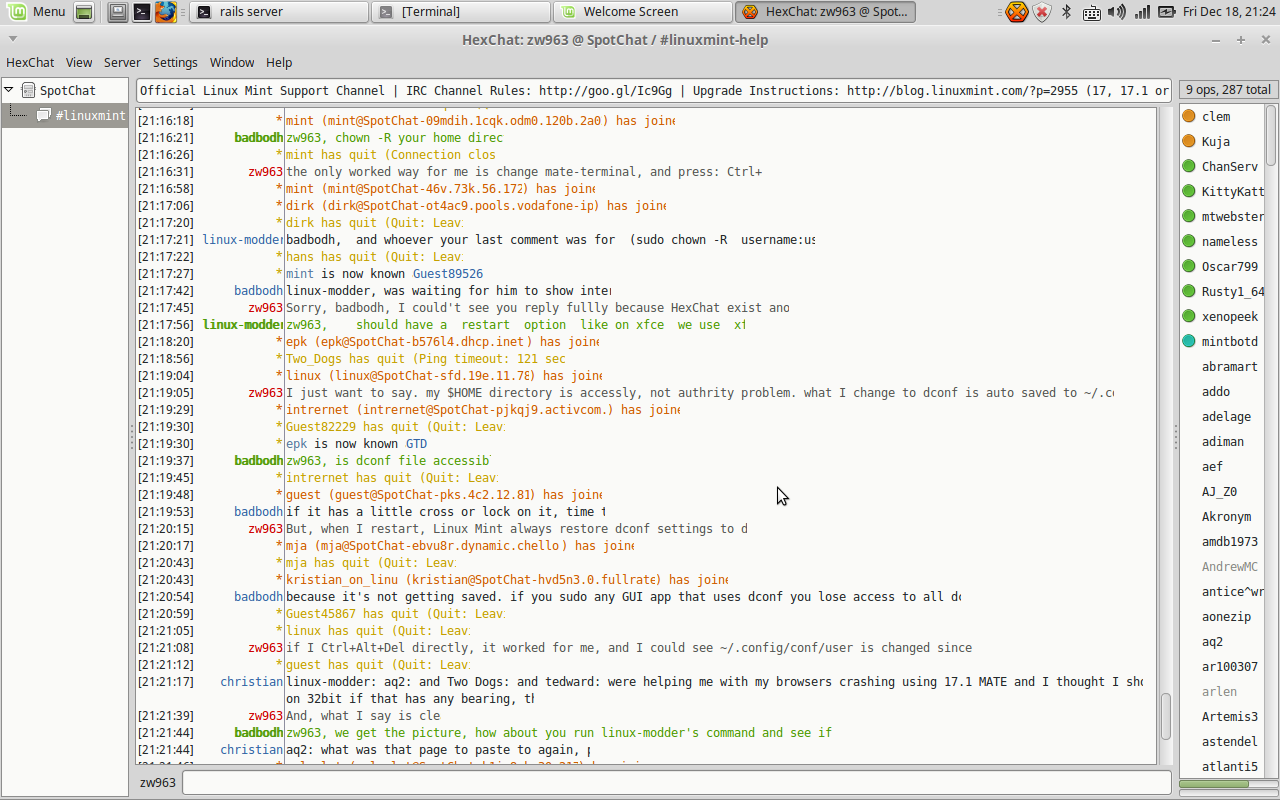 Menu rails server [Terminal] Welcome Screen HexChat: zw963 @ Spot... Fri Dec 18, 21:24
HexChat: zw963 @ SpotChat / #linuxmint-help
HexChat View Server Settings Window Help
SpotChat
#linuxmint
Official Linux Mint Support Channel | IRC Channel Rules: http://goo.gl/Ic9Gg | Upgrade Instructions: http://blog.linuxmint.com/?p=2955 (17, 17.1 or
9 ops, 287 total
[21:16:18] * mint (mint@SpotChat-09mdih.1cqk.odm0.120b.2a0) has joine
[21:16:21] badbodh zw963, chown -R your home direc
[21:16:26] * mint has quit (Connection clos
[21:16:31] zw963 the only worked way for me is change mate-terminal, and press: Ctrl+
[21:16:58] * mint (mint@SpotChat-46v.73k.56.172) has joine
[21:17:06] * dirk (dirk@SpotChat-ot4ac9.pools.vodafone-ip) has joine
[21:17:20] * dirk has quit (Quit: Leav
[21:17:21] linux-modder badbodh,  and whoever your last comment was for  (sudo chown -R  username:us
[21:17:22] * hans has quit (Quit: Leav
[21:17:27] * mint is now known Guest89526
[21:17:42] badbodh linux-modder, was waiting for him to show inter
[21:17:45] zw963 Sorry, badbodh, I could't see you reply fullly because HexChat exist and
[21:17:56] linux-modde zw963,    should have a  restart  option  like on xfce  we use  xf
[21:18:20] * epk (epk@SpotChat-b576l4.dhcp.inet) has joine
[21:18:56] * Two_Dogs has quit (Ping timeout: 121 sec
[21:19:04] * linux (linux@SpotChat-sfd.19e.11.78) has joine
[21:19:05] zw963 I just want to say. my $HOME directory is accessly, not authrity problem. what I change to dconf is auto saved to ~/.co
[21:19:29] * intrernet (intrernet@SpotChat-pjkqj9.activcom.) has joine
[21:19:30] * Guest82229 has quit (Quit: Leav
[21:19:30] * epk is now known GTD
[21:19:37] badbodh zw963, is dconf file accessib
[21:19:45] * intrernet has quit (Quit: Leav
[21:19:48] * guest (guest@SpotChat-pks.4c2.12.81) has joine
[21:19:53] badbodh if it has a little cross or lock on it, time t
[21:20:15] zw963 But, when I restart, Linux Mint always restore dconf settings to d
[21:20:17] * mja (mja@SpotChat-ebvu8r.dynamic.chello) has joine
[21:20:43] * mja has quit (Quit: Leav
[21:20:43] * kristian_on_linu (kristian@SpotChat-hvd5n3.0.fullrate) has joine
[21:20:54] badbodh because it's not getting saved. if you sudo any GUI app that uses dconf you lose access to all dc
[21:20:59] * Guest45867 has quit (Quit: Leav
[21:21:05] * linux has quit (Quit: Leav
[21:21:08] zw963 if I Ctrl+Alt+Del directly, it worked for me, and I could see ~/.config/conf/user is changed since
[21:21:12] * guest has quit (Quit: Leav
[21:21:17] christian linux-modder: aq2: and Two Dogs: and tedward: were helping me with my browsers crashing using 17.1 MATE and I thought I sho
on 32bit if that has any bearing, th
[21:21:39] zw963 And, what I say is cle
[21:21:44] badbodh zw963, we get the picture, how about you run linux-modder's command and see if
[21:21:44] christian aq2: what was that page to paste to again, p
zw963
clem
Kuja
ChanServ
KittyKatt
mtwebster
nameless
Oscar799
Rusty1_64
xenopeek
mintbotd
abramart
addo
adelage
adiman
aef
AJ_Z0
Akronym
amdb1973
AndrewMC
antice^wr
aonezip
aq2
ar100307
arlen
Artemis3
astendel
atlanti5